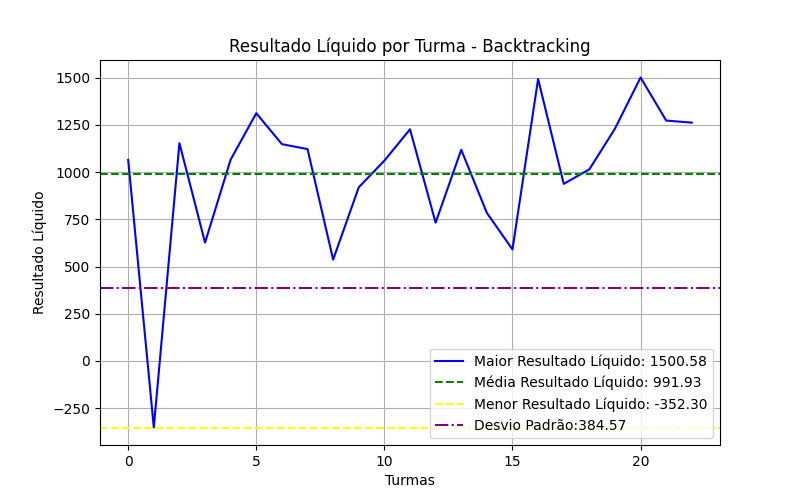 Resultado Líquido por Turma - Backtracking
1500
1250
1000
750
500
250
0
−250
Resultado Líquido
Maior Resultado Líquido: 1500.58
Média Resultado Líquido: 991.93
Menor Resultado Líquido: -352.30
Desvio Padrão:384.57
0 5 10 15 20
Turmas